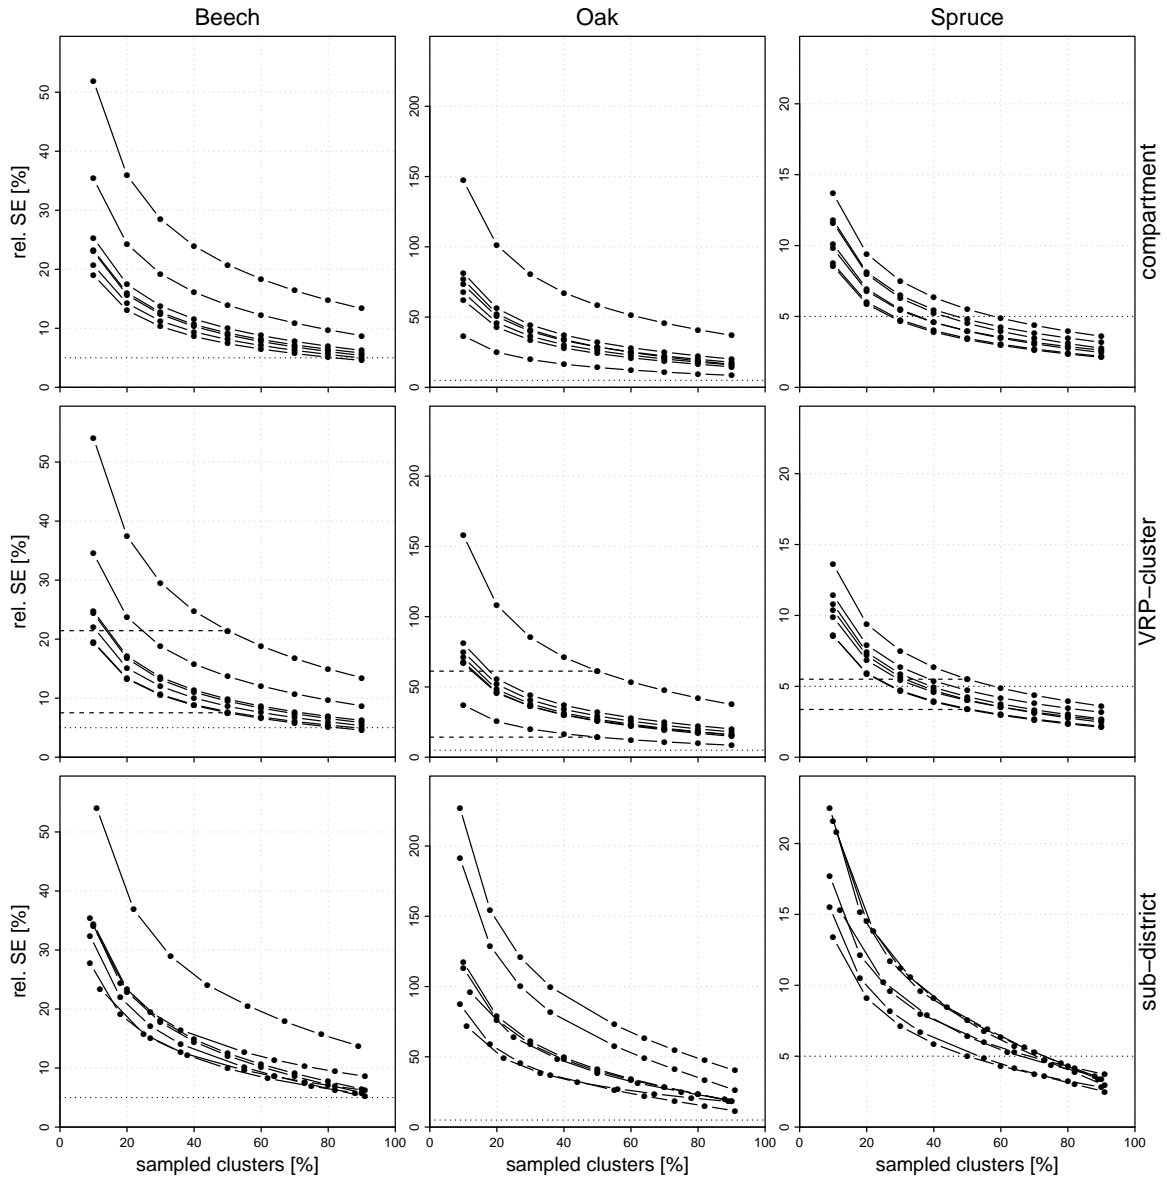 Beech Oak Spruce
rel. SE [%]
0 10 20 30 40 50
0 50 100 150 200
0 5 10 15 20
compartment
rel. SE [%]
0 10 20 30 40 50
0 50 100 150 200
0 5 10 15 20
VRP−cluster
rel. SE [%]
0 10 20 30 40 50
0 50 100 150 200
0 5 10 15 20
sub−district
0 20 40 60 80 100 0 20 40 60 80 100 0 20 40 60 80 100
sampled clusters [%] sampled clusters [%] sampled clusters [%]